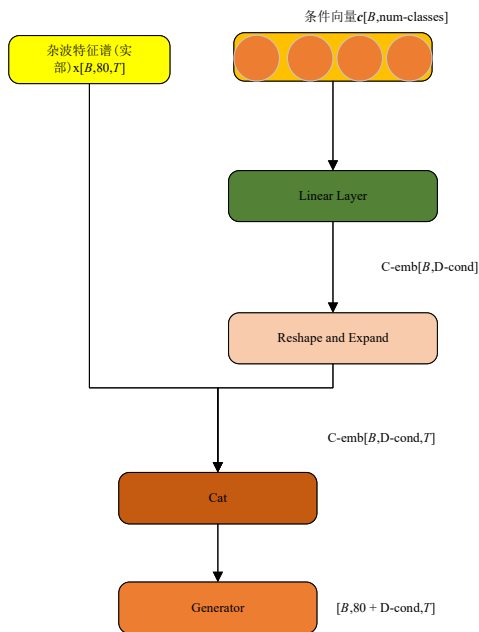 条件向量c[B,num-classes]
杂波特征谱(实
部)x[B,80,T]
Linear Layer
C-emb[B,D-cond]
Reshape and Expand
C-emb[B,D-cond,T]
Cat
Generator
[B,80 + D-cond,T]